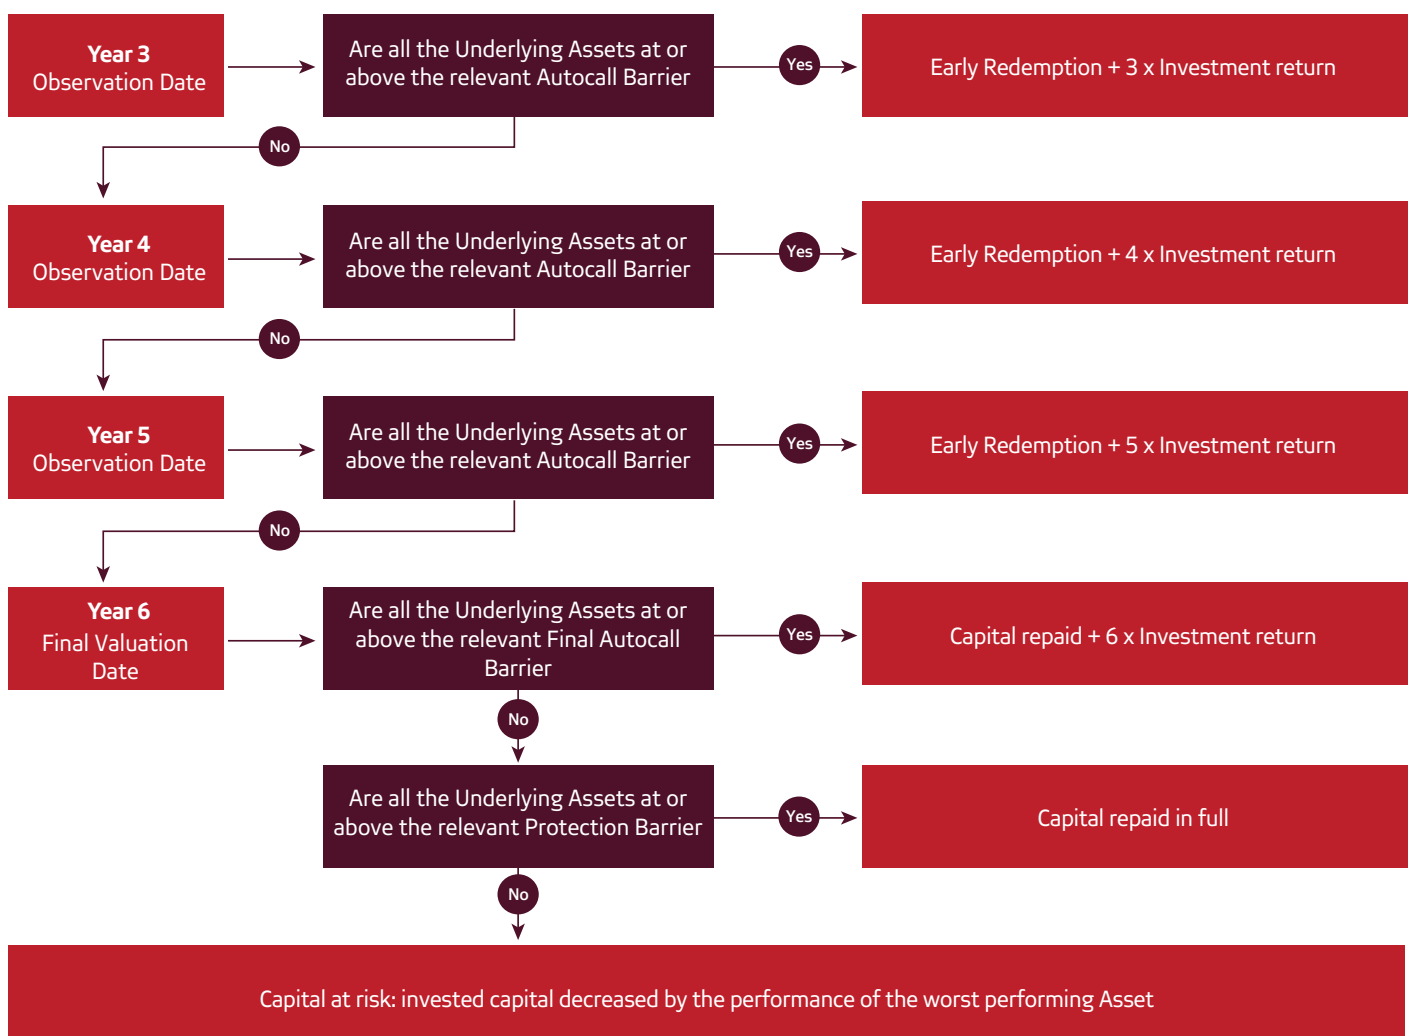 Year 3
Observation Date
Are all the Underlying Assets at or
above the relevant Autocall Barrier
Yes
Early Redemption + 3 x Investment return
No
Year 4
Observation Date
Are all the Underlying Assets at or
above the relevant Autocall Barrier
Yes
Early Redemption + 4 x Investment return
No
Year 5
Observation Date
Are all the Underlying Assets at or
above the relevant Autocall Barrier
Yes
Early Redemption + 5 x Investment return
No
Year 6
Final Valuation
Date
Are all the Underlying Assets at or
above the relevant Final Autocall
Barrier
Yes
Capital repaid + 6 x Investment return
No
Are all the Underlying Assets at or
above the relevant Protection Barrier
Yes
Capital repaid in full
No
Capital at risk: invested capital decreased by the performance of the worst performing Asset